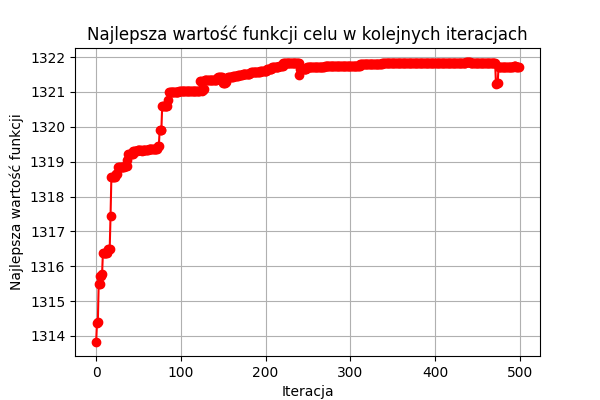 Najlepsza wartość funkcji celu w kolejnych iteracjach
1322
1321
1320
1319
1318
1317
1316
1315
1314
Najlepsza wartość funkcji
0 100 200 300 400 500
Iteracja